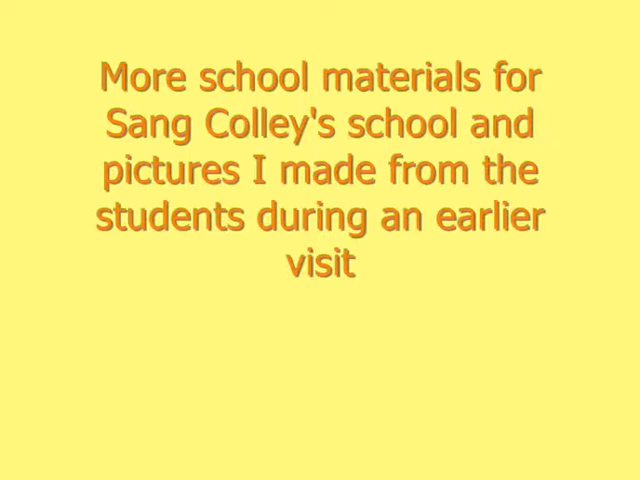 More school materials for
Sang Colley's school and
pictures I made from the
students during an earlier
visit